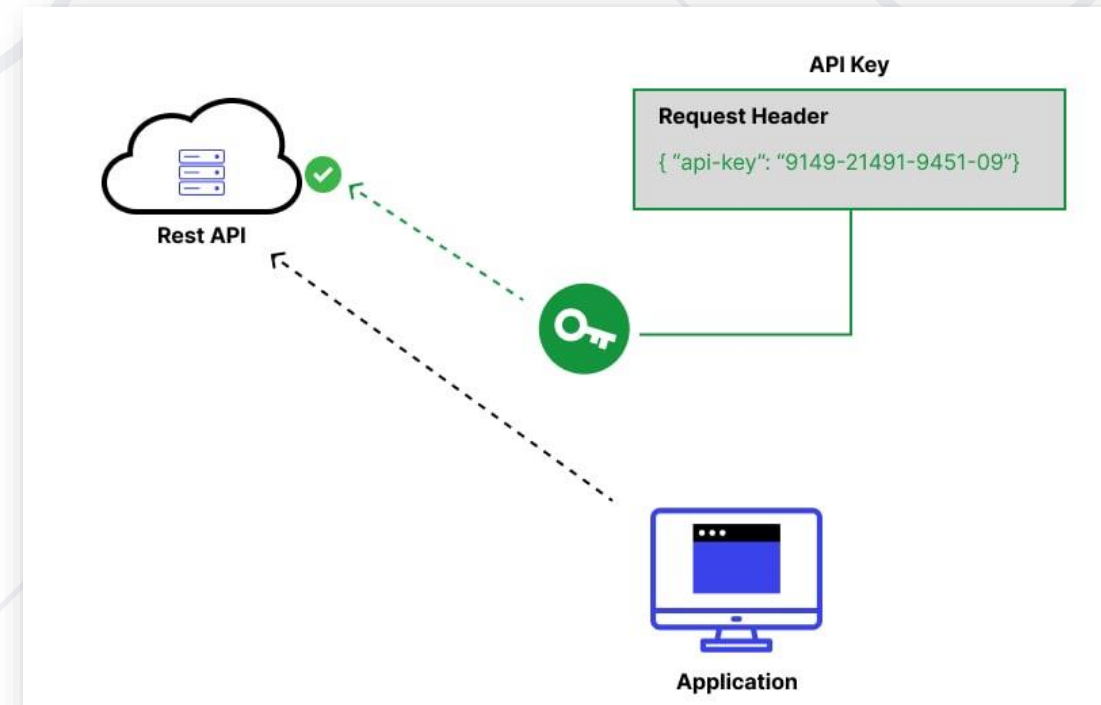 API Key
Request Header
{ “api-key“: “9149-21491-9451-09”}
Rest API
Application